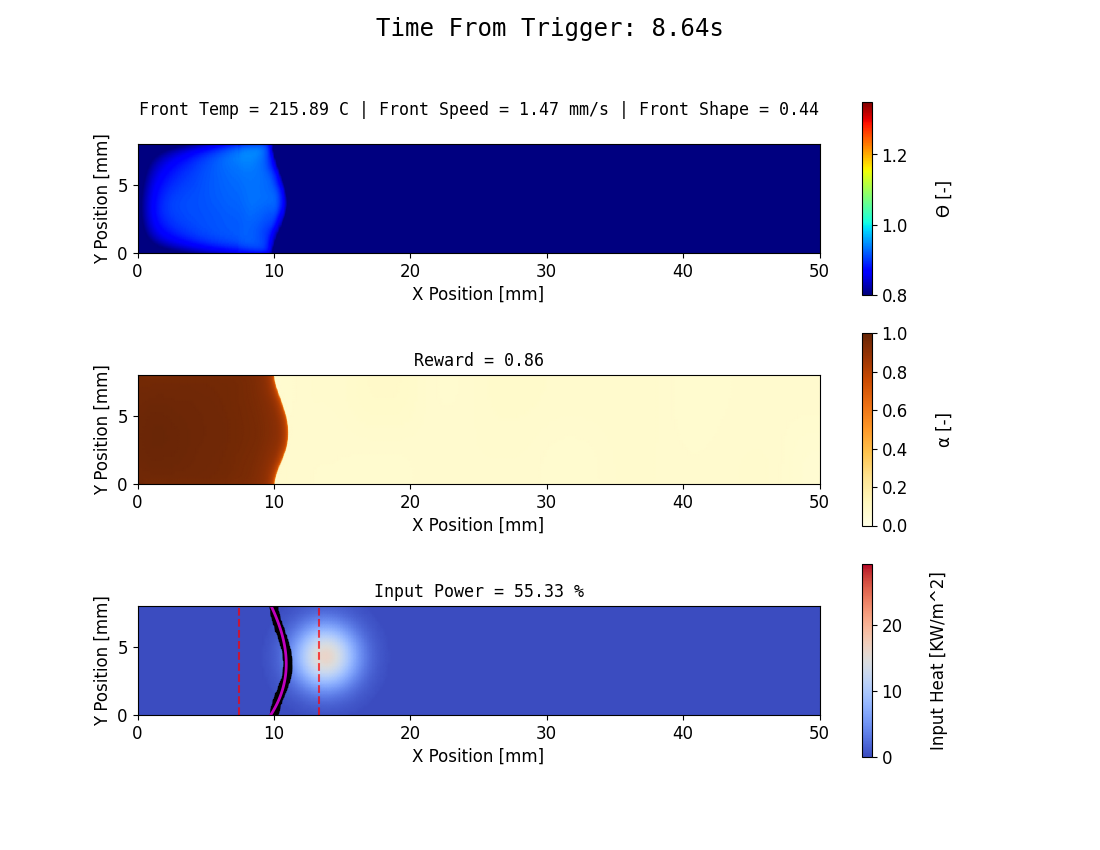 Time From Trigger: 8.64s
Front Temp = 215.89 C | Front Speed = 1.47 mm/s | Front Shape = 0.44
Y Position [mm]
5
0
0 10 20 30 40 50
X Position [mm]
1.2
1.0
0.8
Θ [-]
Reward = 0.86
Y Position [mm]
5
0
0 10 20 30 40 50
X Position [mm]
1.0
0.8
0.6
0.4
0.2
0.0
α [-]
Input Power = 55.33 %
Y Position [mm]
5
0
0 10 20 30 40 50
X Position [mm]
20
10
0
Input Heat [KW/m^2]